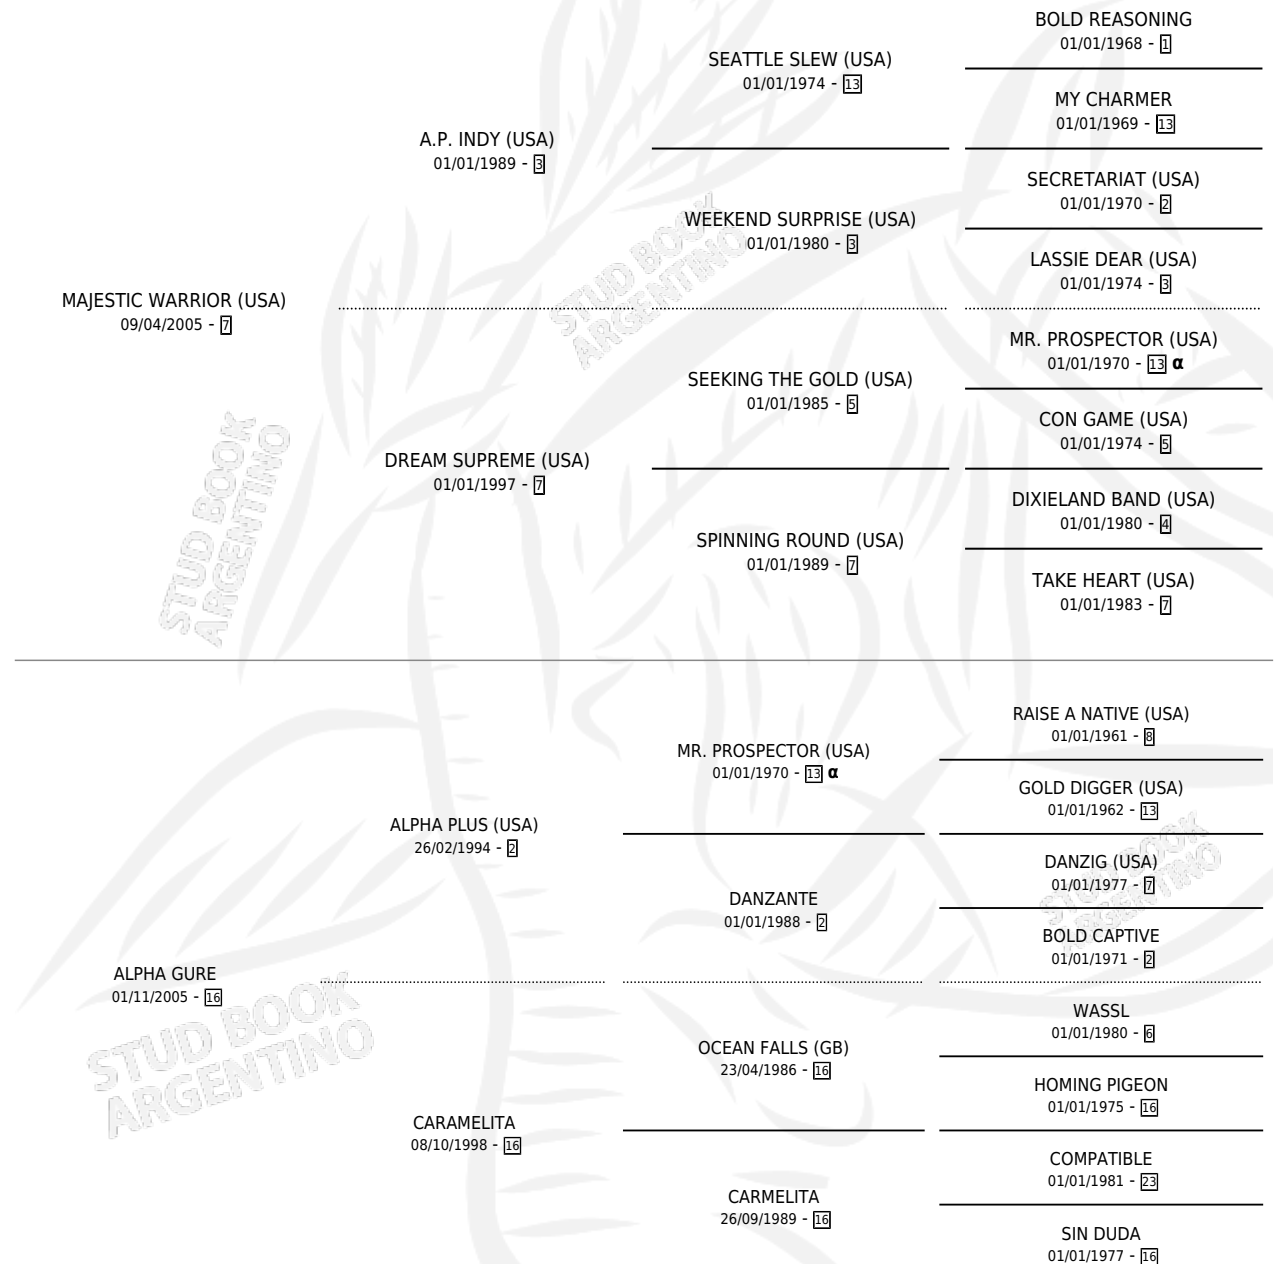 BOLD REASONING
01/01/1968 - 1
SEATTLE SLEW (USA)
01/01/1974 - 13
MY CHARMER
01/01/1969 - 13
A.P. INDY (USA)
01/01/1989 - 3
SECRETARIAT (USA)
01/01/1970 - 2
WEEKEND SURPRISE (USA)
01/01/1980 - 3
LASSIE DEAR (USA)
01/01/1974 - 3
MAJESTIC WARRIOR (USA)
09/04/2005 - 7
MR. PROSPECTOR (USA)
01/01/1970 - 13 α
SEEKING THE GOLD (USA)
01/01/1985 - 5
CON GAME (USA)
01/01/1974 - 5
DREAM SUPREME (USA)
01/01/1997 - 7
DIXIELAND BAND (USA)
01/01/1980 - 4
SPINNING ROUND (USA)
01/01/1989 - 7
TAKE HEART (USA)
01/01/1983 - 7
RAISE A NATIVE (USA)
01/01/1961 - 8
MR. PROSPECTOR (USA)
01/01/1970 - 13 α
GOLD DIGGER (USA)
01/01/1962 - 13
ALPHA PLUS (USA)
26/02/1994 - 2
DANZIG (USA)
01/01/1977 - 7
DANZANTE
01/01/1988 - 2
BOLD CAPTIVE
01/01/1971 - 2
ALPHA GURE
01/11/2005 - 16
WASSL
01/01/1980 - 6
OCEAN FALLS (GB)
23/04/1986 - 16
HOMING PIGEON
01/01/1975 - 16
CARAMELITA
08/10/1998 - 16
COMPATIBLE
01/01/1981 - 23
CARMELITA
26/09/1989 - 16
SIN DUDA
01/01/1977 - 16
STUD BOOK
ARGENTINO
STUD BOOK
ARGENTINO
STUD BOOK
ARGENTINO
STUD BOOK
ARGENTINO